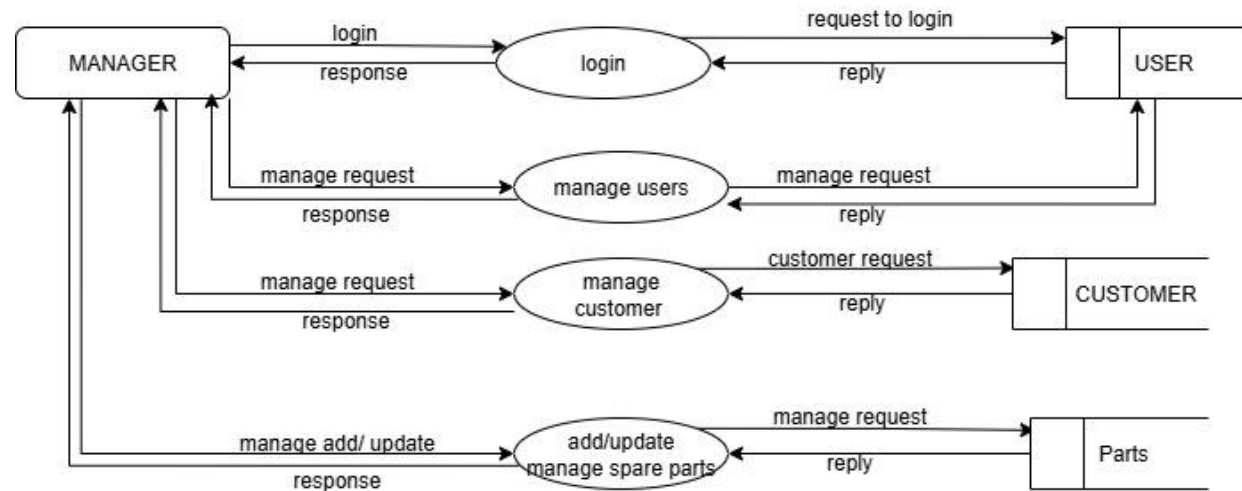 login
request to login
MANAGER
login
USER
response
reply
manage request
manage users
manage request
response
reply
customer request
manage request
manage
customer
CUSTOMER
response
reply
manage request
manage add/ update
add/update
manage spare parts
Parts
response
reply